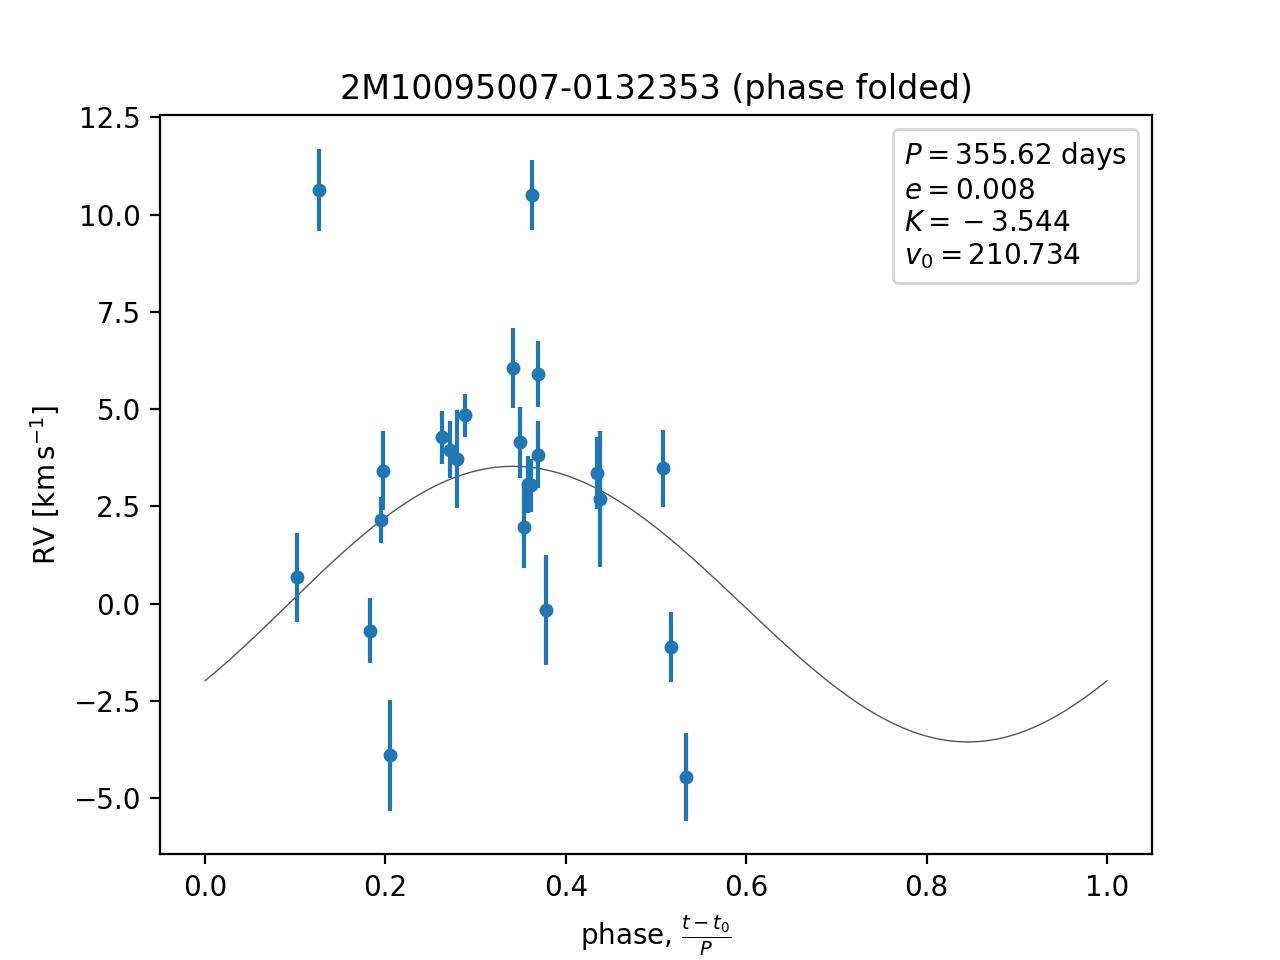 2M10095007-0132353 (phase folded)
P = 355.62 days
e = 0.008
K = − 3.544
v₀ = 210.734
RV [km s⁻¹]
12.5
10.0
7.5
5.0
2.5
0.0
−2.5
−5.0
0.0 0.2 0.4 0.6 0.8 1.0
phase, (t − t₀)/P